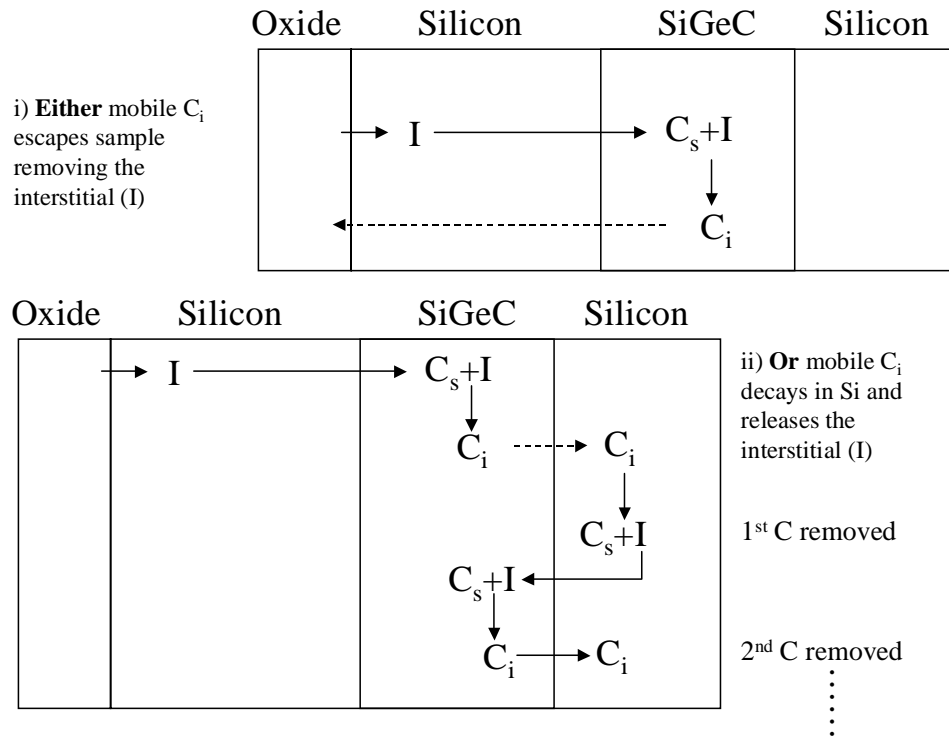 Oxide Silicon SiGeC Silicon
i) Either mobile Cᵢ
escapes sample
removing the
interstitial (I)
I Cₛ+I
Cᵢ
Oxide Silicon SiGeC Silicon
I Cₛ+I
ii) Or mobile Cᵢ
decays in Si and
releases the
interstitial (I)
Cᵢ Cᵢ
Cₛ+I 1ˢᵗ C removed
Cₛ+I
Cᵢ Cᵢ 2ⁿᵈ C removed